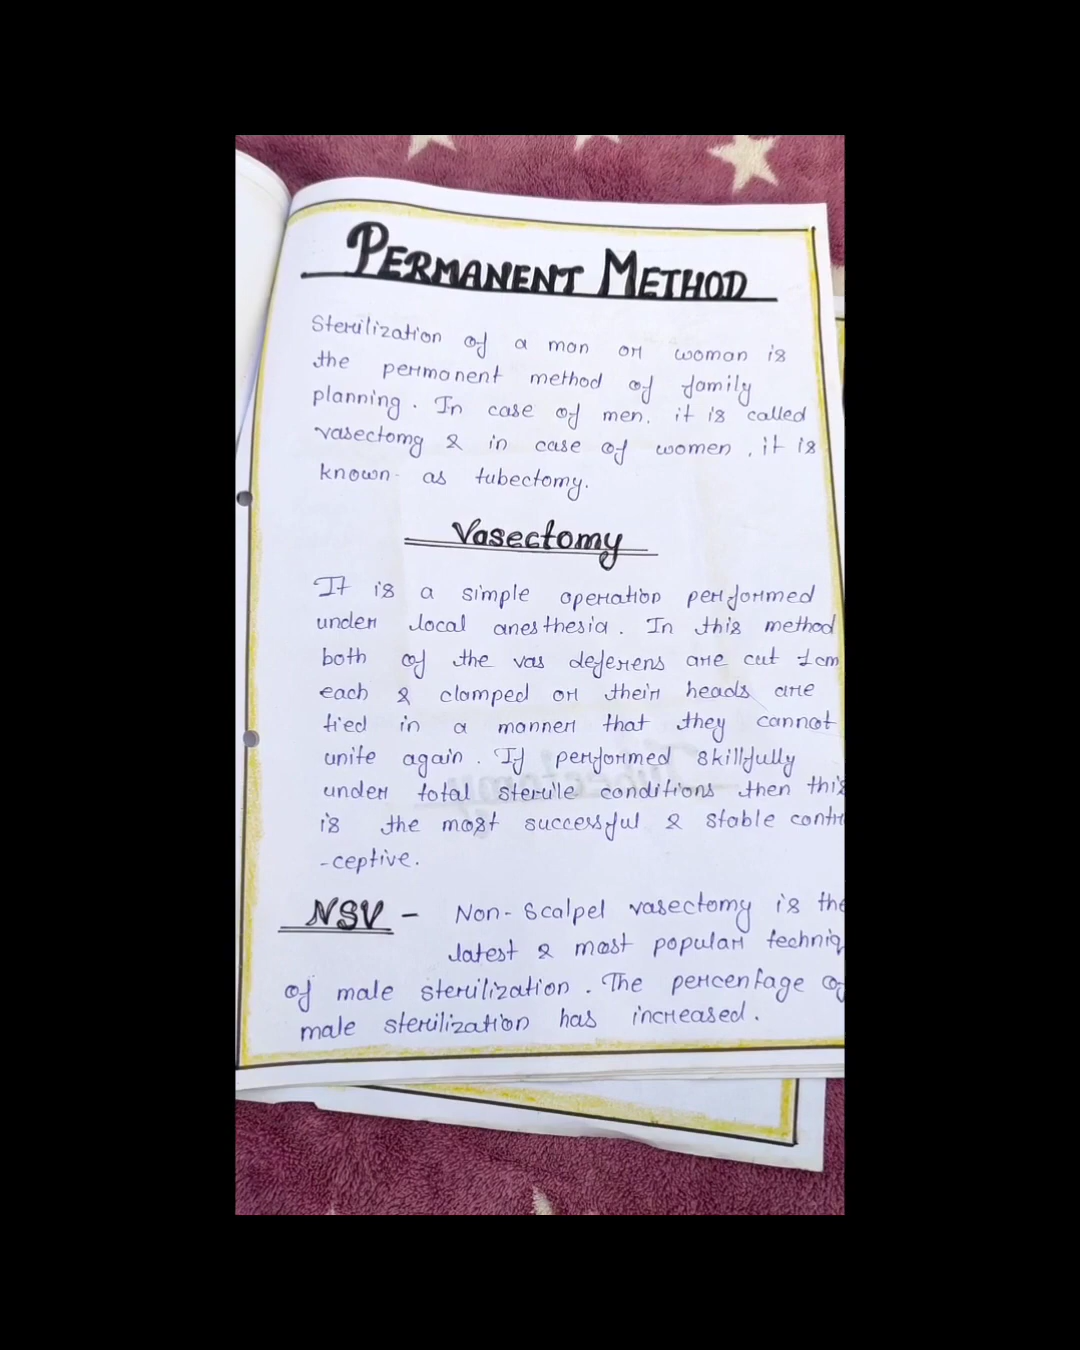 PERMANENT METHOD
Sterilization of a man or woman is
the permanent method of family
planning. In case of men, it is called
vasectomy & in case of women, it is
known as tubectomy.
Vasectomy
It is a simple operation performed
under local anesthesia. In this method
both of the vas deferens are cut 1cm
each & clamped or their heads are
tied in a manner that they cannot
unite again. If performed skillfully
under total sterile conditions then this
is the most successful & stable contr
-ceptive.
NSV - Non-Scalpel vasectomy is the
latest & most popular techniq
of male sterilization. The percentage of
male sterilization has increased.